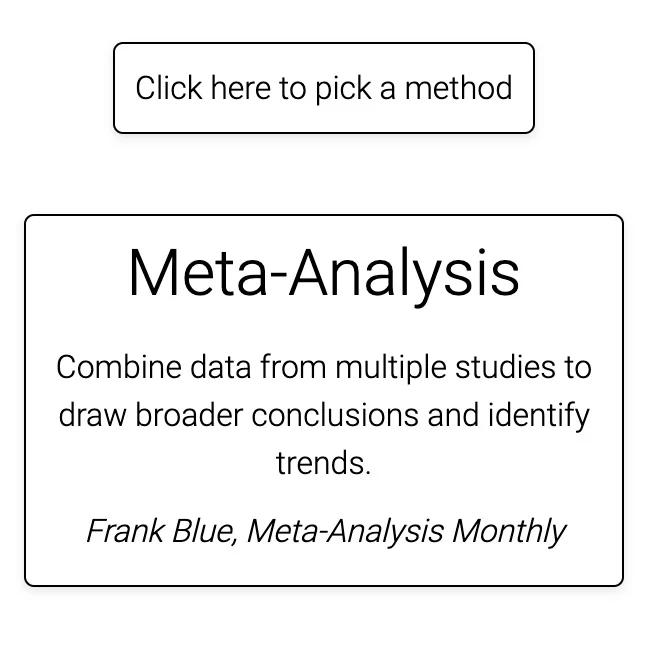 Click here to pick a method
Meta-Analysis
Combine data from multiple studies to
draw broader conclusions and identify
trends.
Frank Blue, Meta-Analysis Monthly